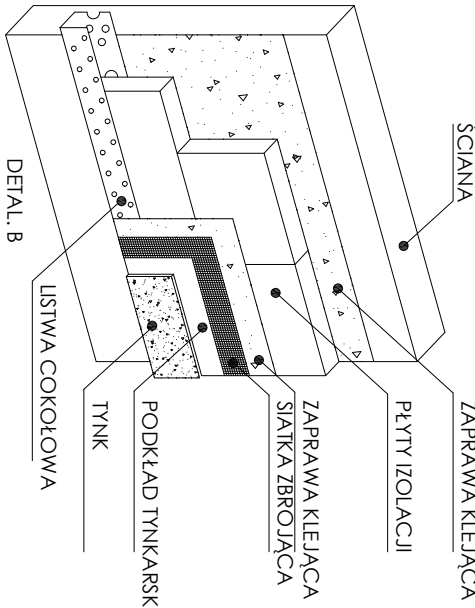 ŚCIANA
ZAPRAWA KLEJĄCA
PŁYTY IZOLACJI
ZAPRAWA KLEJĄCA
SIATKA ZBROJĄCA
PODKŁAD TYNKARSK
TYNK
LISTWA COKOŁOWA
DETAL. B